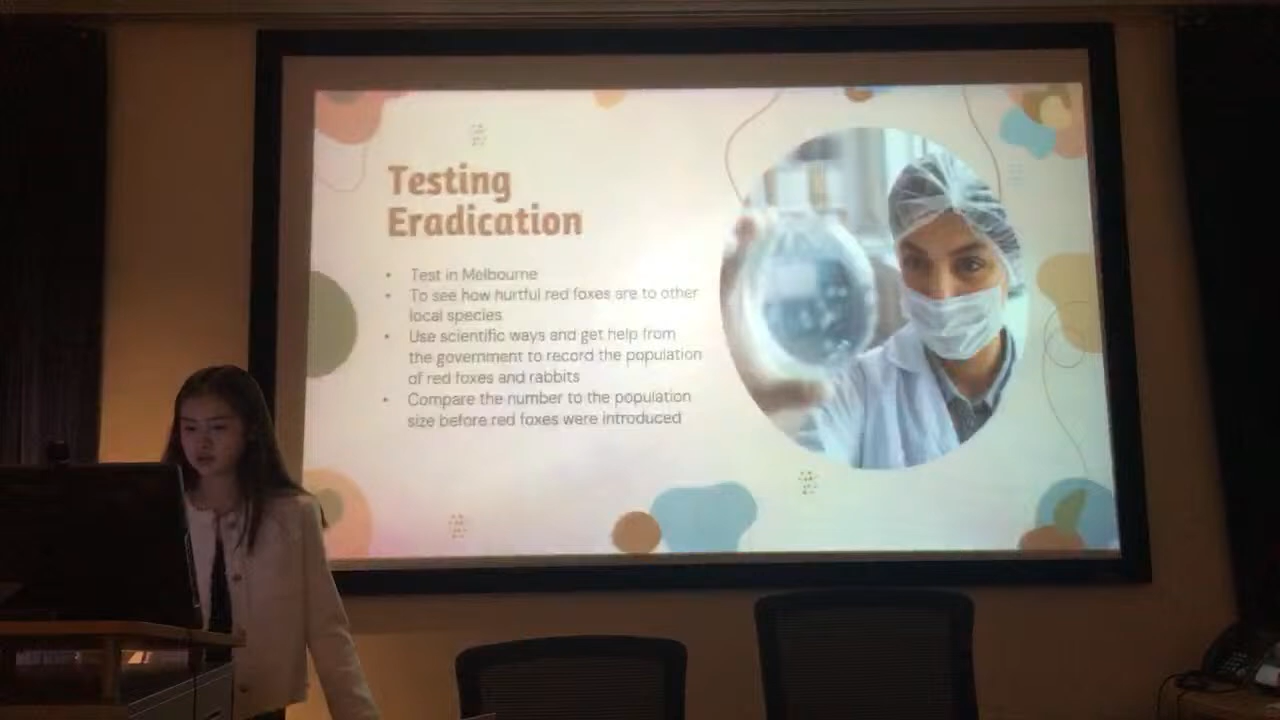 Testing
Eradication
• Test in Melbourne
• To see how hurtful red foxes are to other
local species
• Use scientific ways and get help from
the government to record the population
of red foxes and rabbits
• Compare the number to the population
size before red foxes were introduced